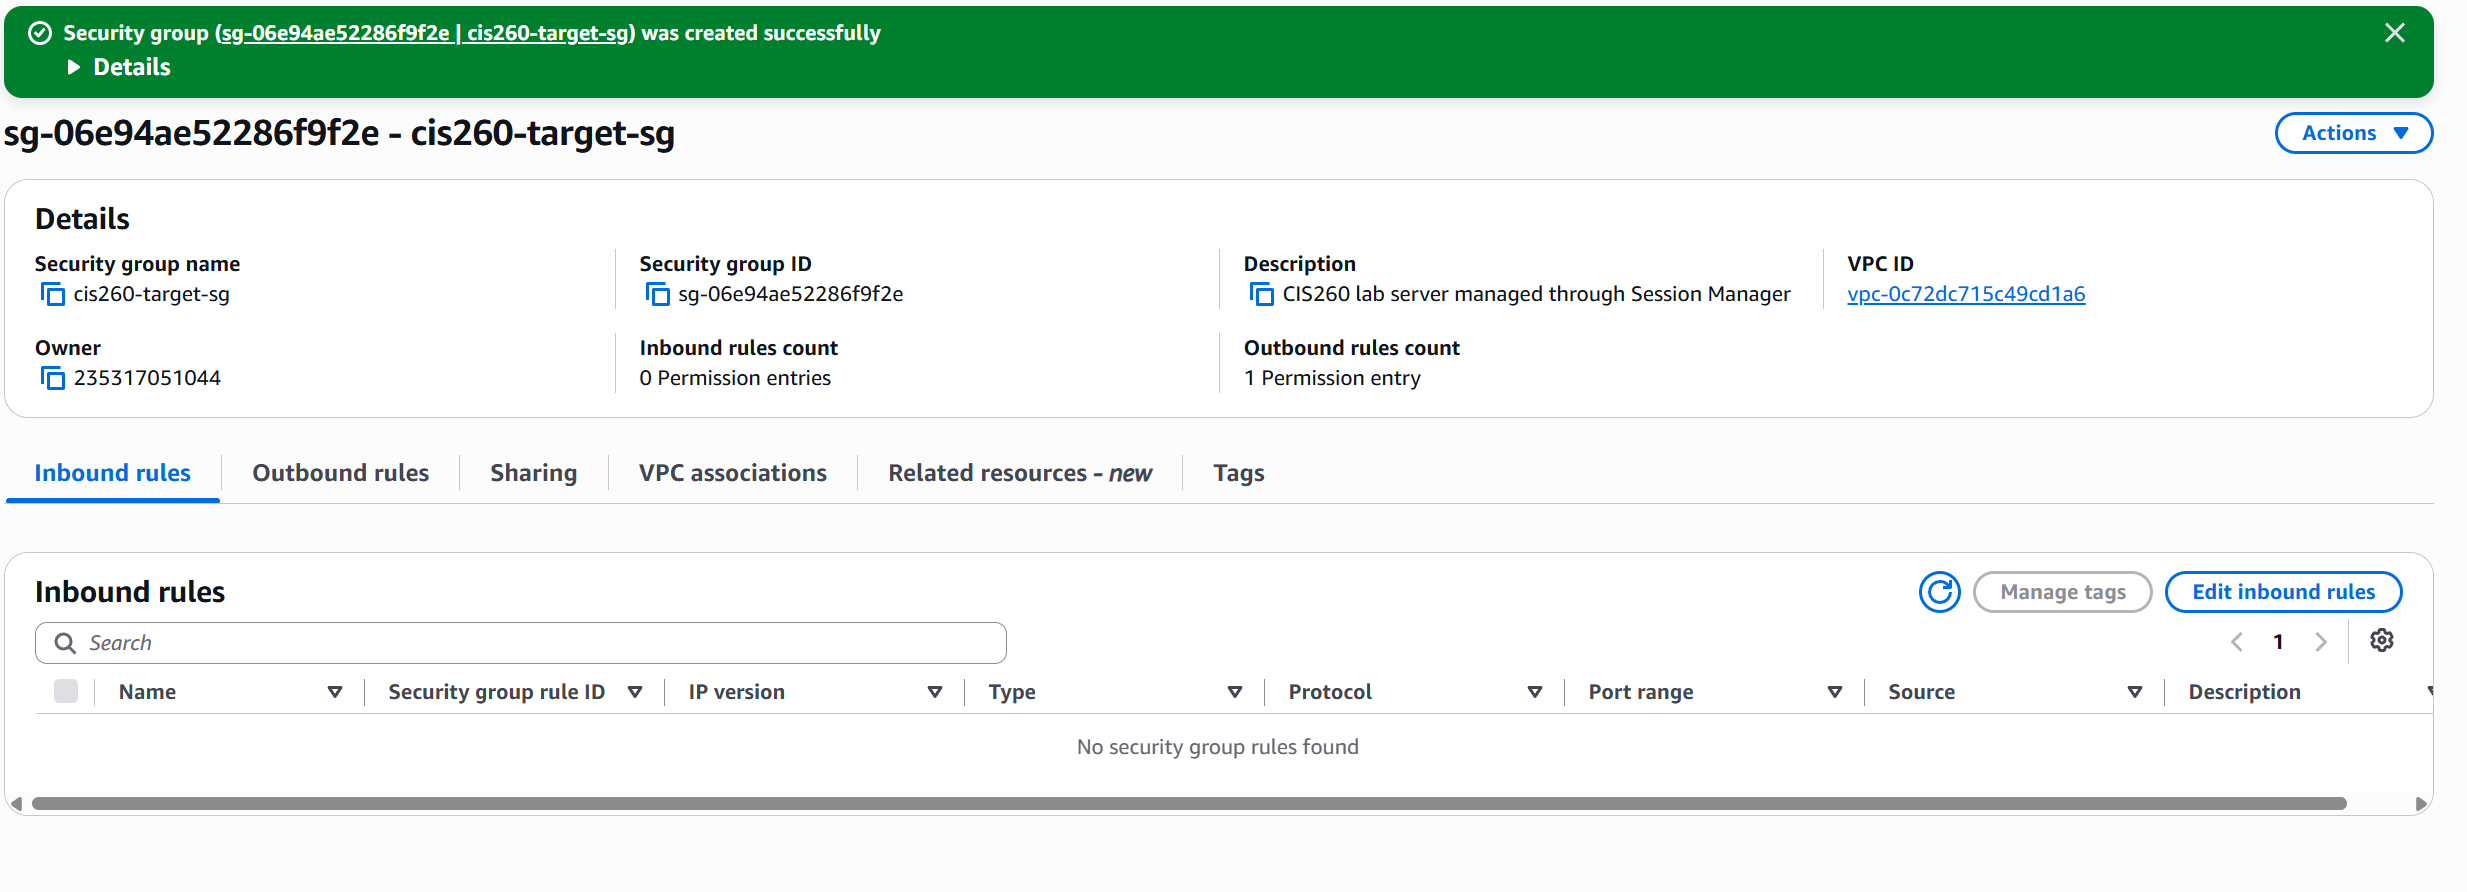 Security group (sg-06e94ae52286f9f2e | cis260-target-sg) was created successfully
Details
sg-06e94ae52286f9f2e - cis260-target-sg
Actions
Details
Security group name
cis260-target-sg
Security group ID
sg-06e94ae52286f9f2e
Description
CIS260 lab server managed through Session Manager
VPC ID
vpc-0c72dc715c49cd1a6
Owner
235317051044
Inbound rules count
0 Permission entries
Outbound rules count
1 Permission entry
Inbound rules
Outbound rules
Sharing
VPC associations
Related resources - new
Tags
Inbound rules
Manage tags
Edit inbound rules
Search
1
Name
Security group rule ID
IP version
Type
Protocol
Port range
Source
Description
No security group rules found